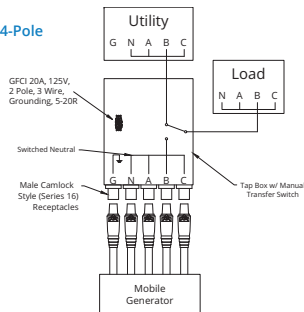 4-Pole
Utility
G N A B C
Load
N A B C
GFCI 20A, 125V,
2 Pole, 3 Wire,
Grounding, 5-20R
Switched Neutral
G N A B C
Male Camlock
Style (Series 16)
Receptacles
Tap Box w/ Manual
Transfer Switch
Mobile
Generator